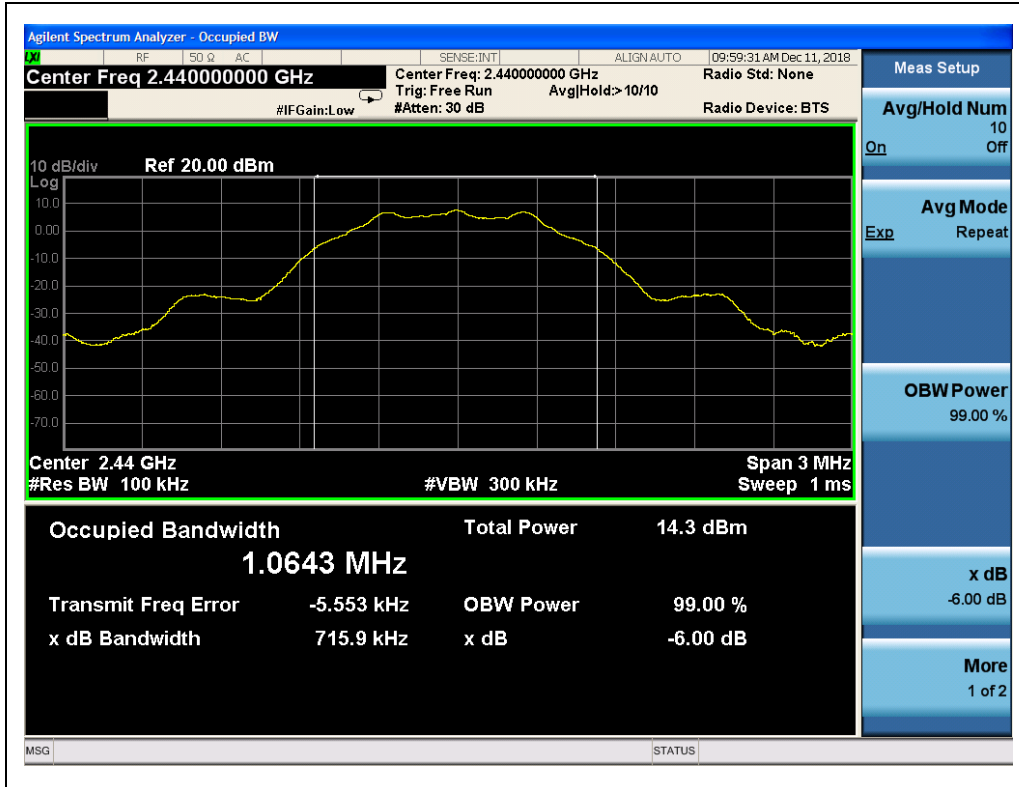 Agilent Spectrum Analyzer - Occupied BW
LXI RF 50 Ω AC SENSE:INT ALIGN AUTO 09:59:31 AM Dec 11, 2018
Center Freq 2.440000000 GHz
Center Freq: 2.440000000 GHz
Radio Std: None
Trig: Free Run Avg|Hold:> 10/10
#IFGain:Low
#Atten: 30 dB
Radio Device: BTS
10 dB/div Ref 20.00 dBm
Log
10.0
0.00
-10.0
-20.0
-30.0
-40.0
-50.0
-60.0
-70.0
Center 2.44 GHz Span 3 MHz
#Res BW 100 kHz #VBW 300 kHz Sweep 1 ms
Occupied Bandwidth Total Power 14.3 dBm
1.0643 MHz
Transmit Freq Error -5.553 kHz OBW Power 99.00 %
x dB Bandwidth 715.9 kHz x dB -6.00 dB
Meas Setup
Avg/Hold Num
10
On Off
Avg Mode
Exp Repeat
OBW Power
99.00 %
x dB
-6.00 dB
More
1 of 2
MSG STATUS